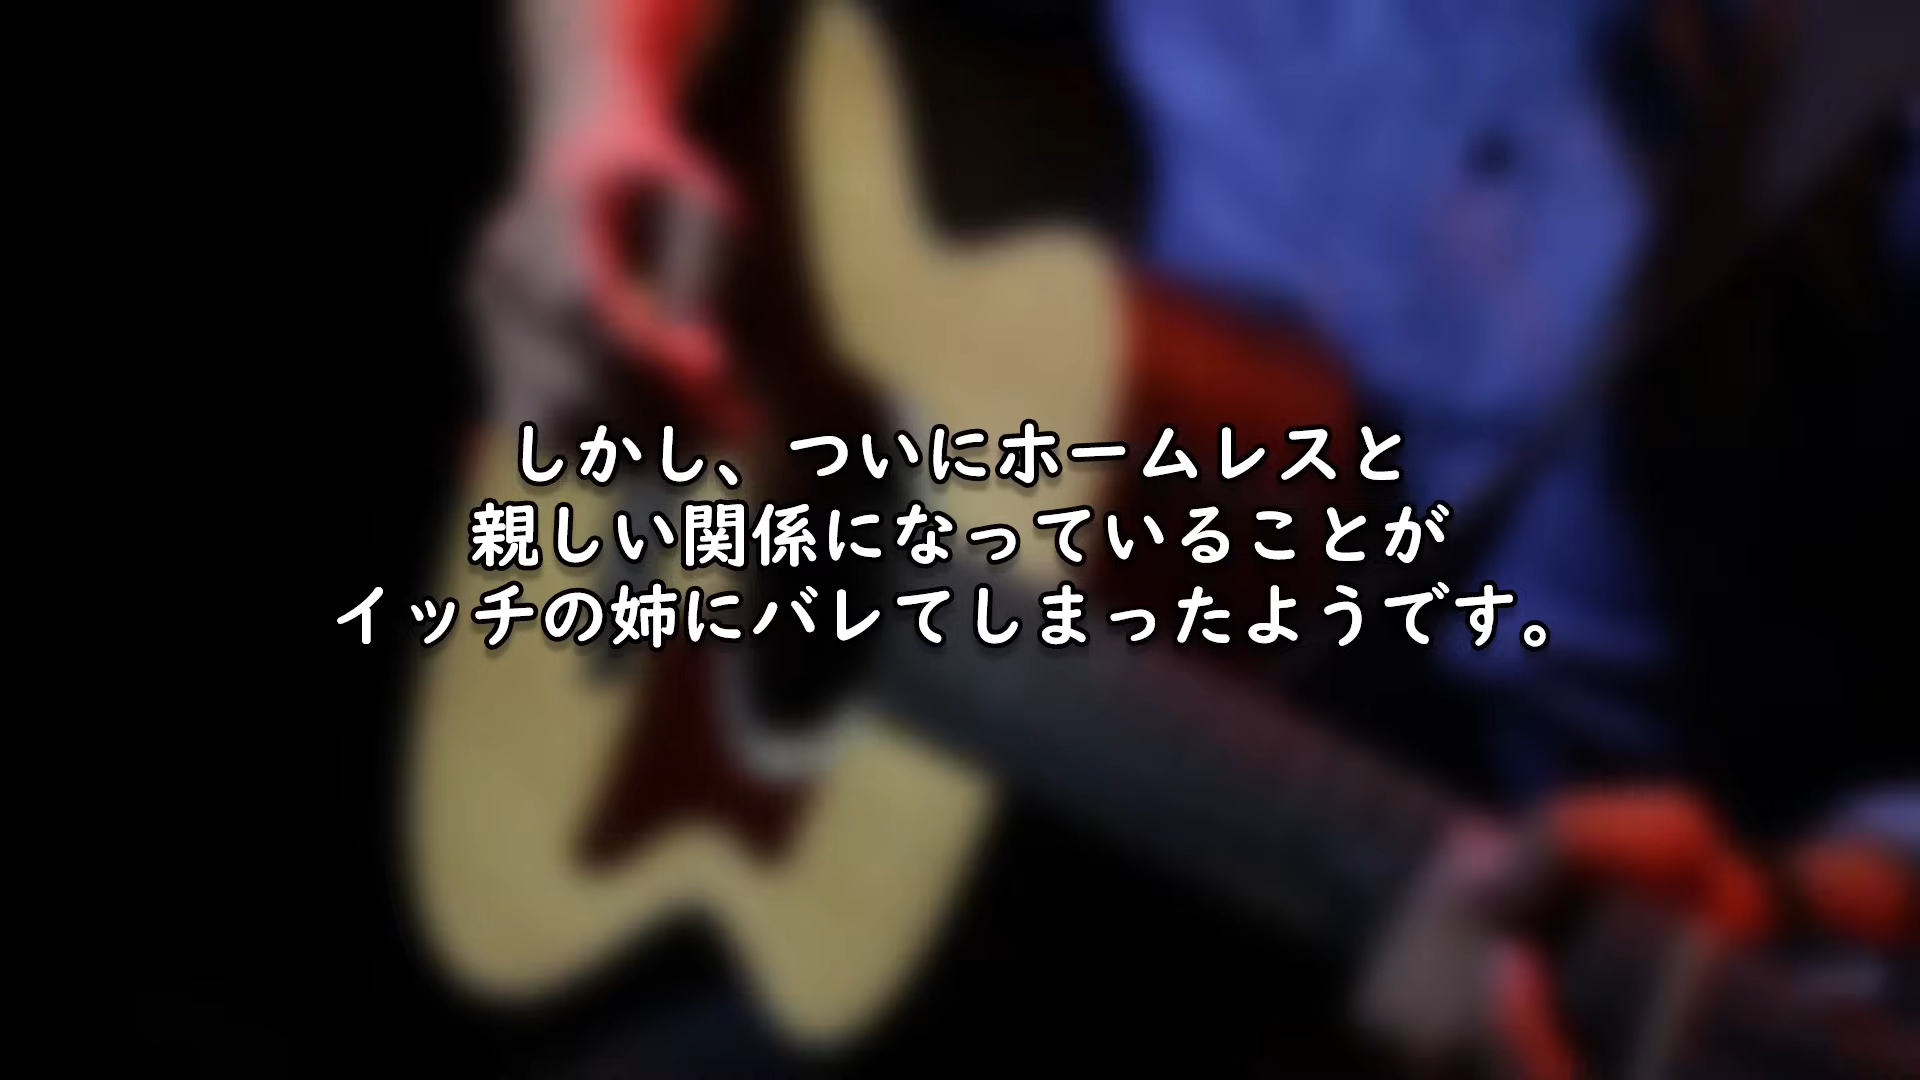 しかし、ついにホームレスと
親しい関係になっていることが
イッチの姉にバレてしまったようです。